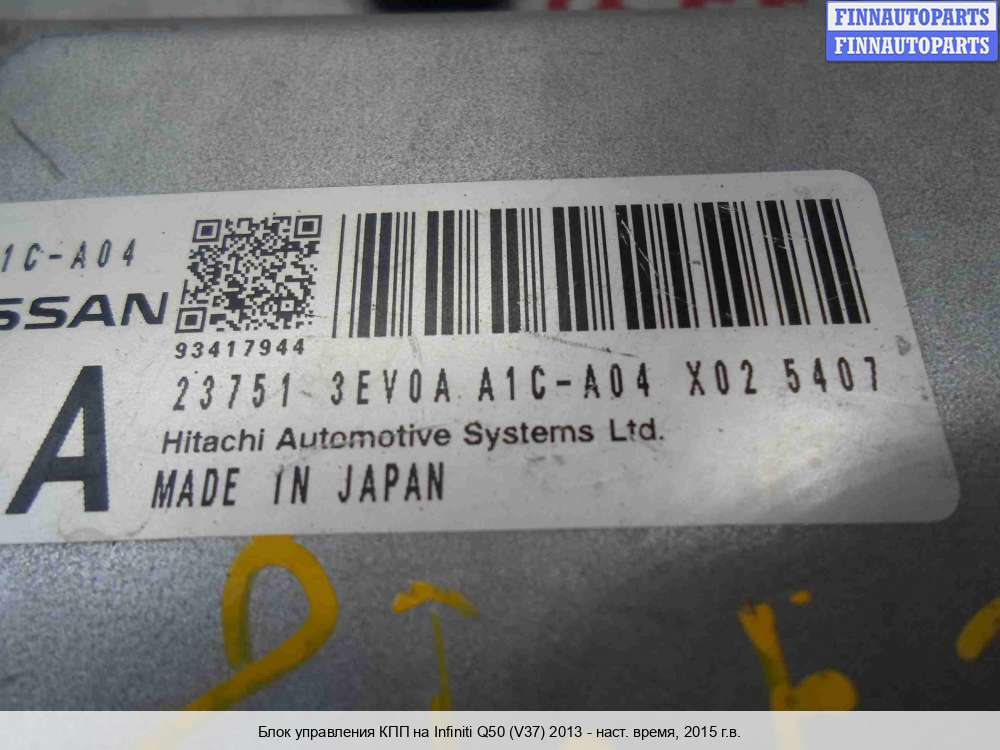 FINNAUTOPARTS
FINNAUTOPARTS
1C-A04
NISSAN
93417944
A
23751 3EV0A A1C-A04 X02 5407
Hitachi Automotive Systems Ltd.
MADE IN JAPAN
Блок управления КПП на Infiniti Q50 (V37) 2013 - наст. время, 2015 г.в.